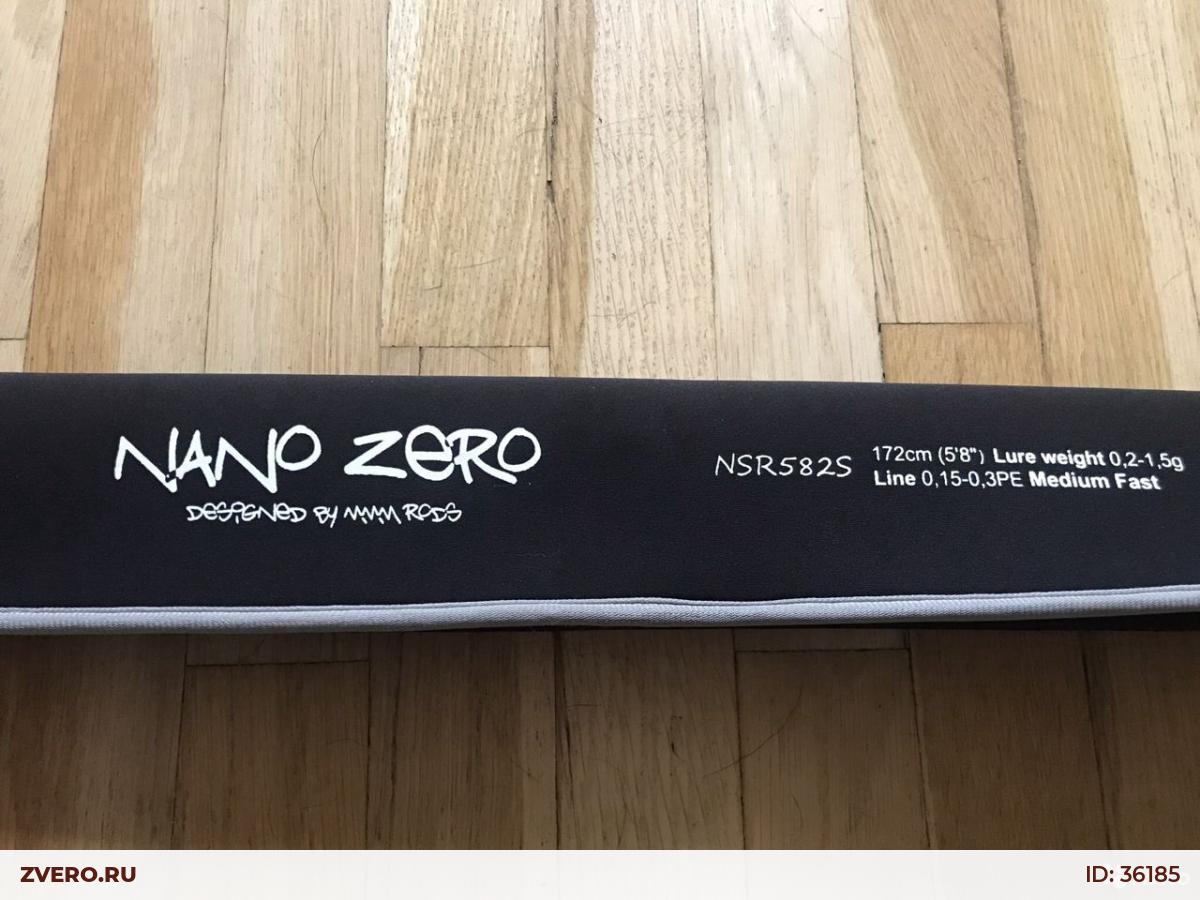 NANO ZERO
DESIGNED BY MMM RODS
NSR582S
172cm (5'8") Lure weight 0,2-1,5g
Line 0,15-0,3PE Medium Fast
ZVERO.RU
ID: 36185